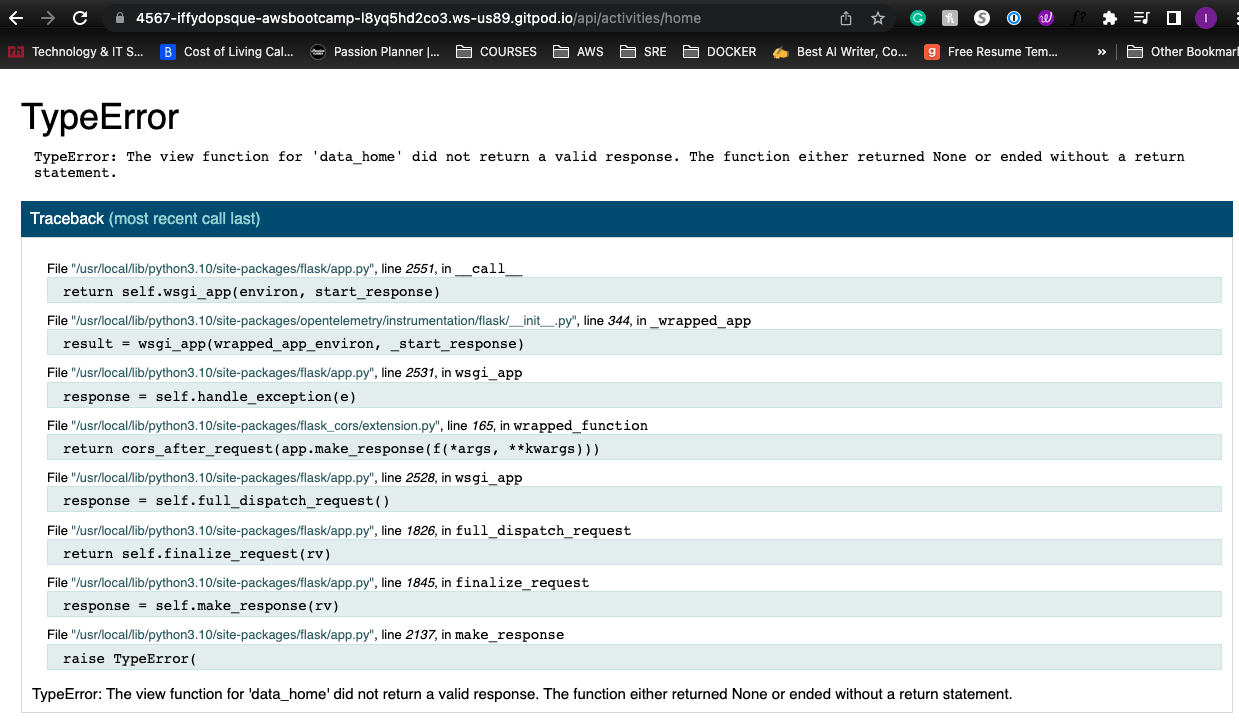 4567-iffydopsque-awsbootcamp-l8yq5hd2co3.ws-us89.gitpod.io/api/activities/home
Technology & IT S... Cost of Living Cal... Passion Planner |... COURSES AWS SRE DOCKER Best AI Writer, Co... Free Resume Tem... » Other Bookmark
TypeError
TypeError: The view function for 'data_home' did not return a valid response. The function either returned None or ended without a return
statement.
Traceback (most recent call last)
File "/usr/local/lib/python3.10/site-packages/flask/app.py", line 2551, in __call__
return self.wsgi_app(environ, start_response)
File "/usr/local/lib/python3.10/site-packages/opentelemetry/instrumentation/flask/__init__.py", line 344, in _wrapped_app
result = wsgi_app(wrapped_app_environ, _start_response)
File "/usr/local/lib/python3.10/site-packages/flask/app.py", line 2531, in wsgi_app
response = self.handle_exception(e)
File "/usr/local/lib/python3.10/site-packages/flask_cors/extension.py", line 165, in wrapped_function
return cors_after_request(app.make_response(f(*args, **kwargs)))
File "/usr/local/lib/python3.10/site-packages/flask/app.py", line 2528, in wsgi_app
response = self.full_dispatch_request()
File "/usr/local/lib/python3.10/site-packages/flask/app.py", line 1826, in full_dispatch_request
return self.finalize_request(rv)
File "/usr/local/lib/python3.10/site-packages/flask/app.py", line 1845, in finalize_request
response = self.make_response(rv)
File "/usr/local/lib/python3.10/site-packages/flask/app.py", line 2137, in make_response
raise TypeError(
TypeError: The view function for 'data_home' did not return a valid response. The function either returned None or ended without a return statement.